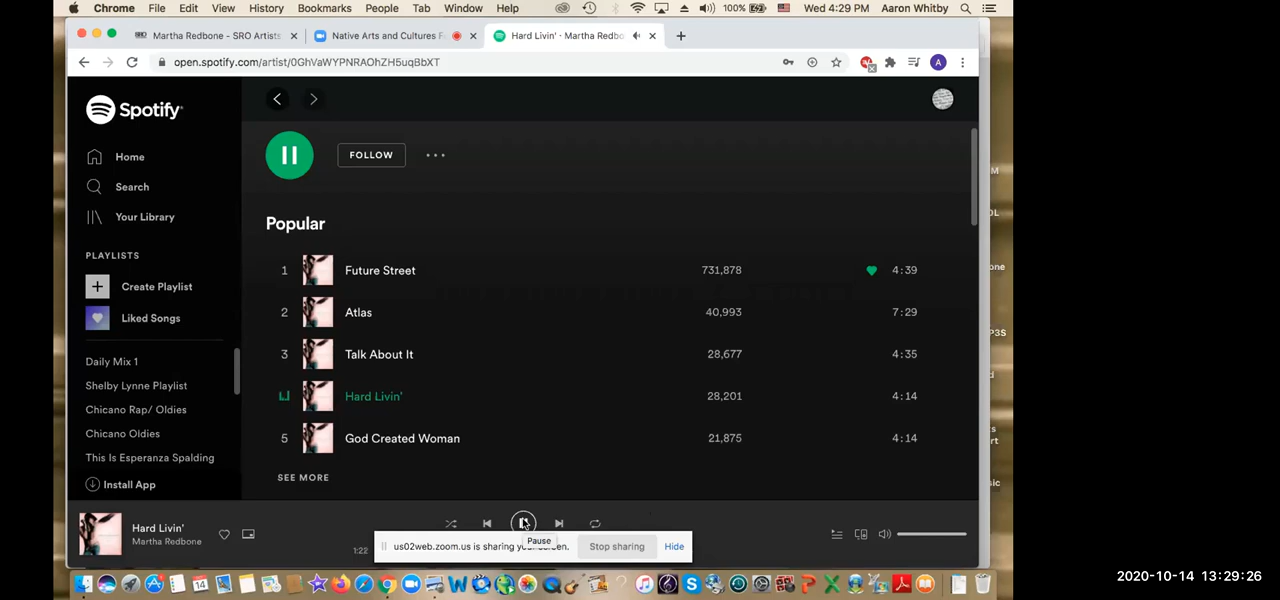 Chrome File Edit View History Bookmarks People Tab Window Help 100% Wed 4:29 PM Aaron Whitby
Martha Redbone - SRO Artists Native Arts and Cultures F Hard Livin' · Martha Redbo
open.spotify.com/artist/0GhVaWYPNRAOhZH5uqBbXT A
Spotify
Home
Search
Your Library
PLAYLISTS
Create Playlist
Liked Songs
Daily Mix 1
Shelby Lynne Playlist
Chicano Rap/ Oldies
Chicano Oldies
This Is Esperanza Spalding
Install App
FOLLOW
Popular
1 Future Street 731,878 4:39
2 Atlas 40,993 7:29
3 Talk About It 28,677 4:35
Hard Livin' 28,201 4:14
5 God Created Woman 21,875 4:14
SEE MORE
Hard Livin'
Martha Redbone
1:22
Pause
us02web.zoom.us is sharing your screen. Stop sharing Hide
2020-10-14 13:29:26